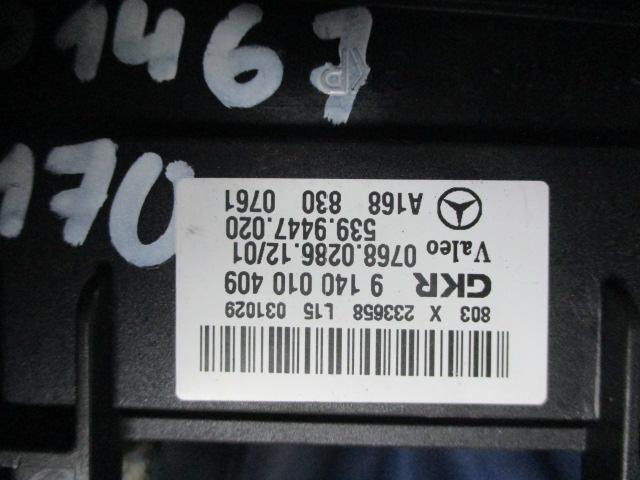 1467
170
803 X 233658 L15 031029
GKR 9 140 010 409
Valeo 0768.0286.12/01
539.9447.020
A168 830 0761